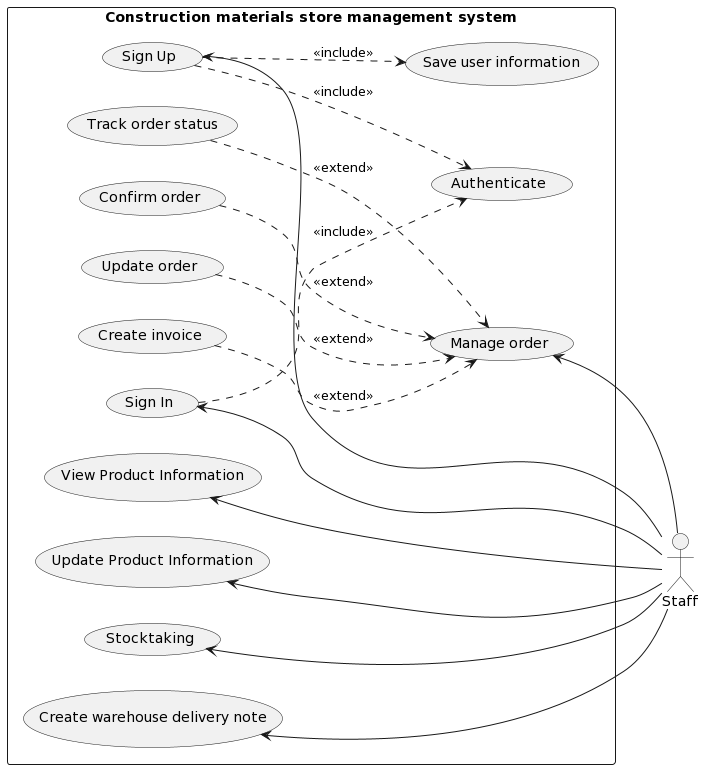 Construction materials store management system
Sign Up
«include»
Save user information
«include»
Track order status
«extend»
Authenticate
Confirm order
«include»
Update order
«extend»
Create invoice
«extend»
Manage order
Sign In
«extend»
View Product Information
Update Product Information
Staff
Stocktaking
Create warehouse delivery note